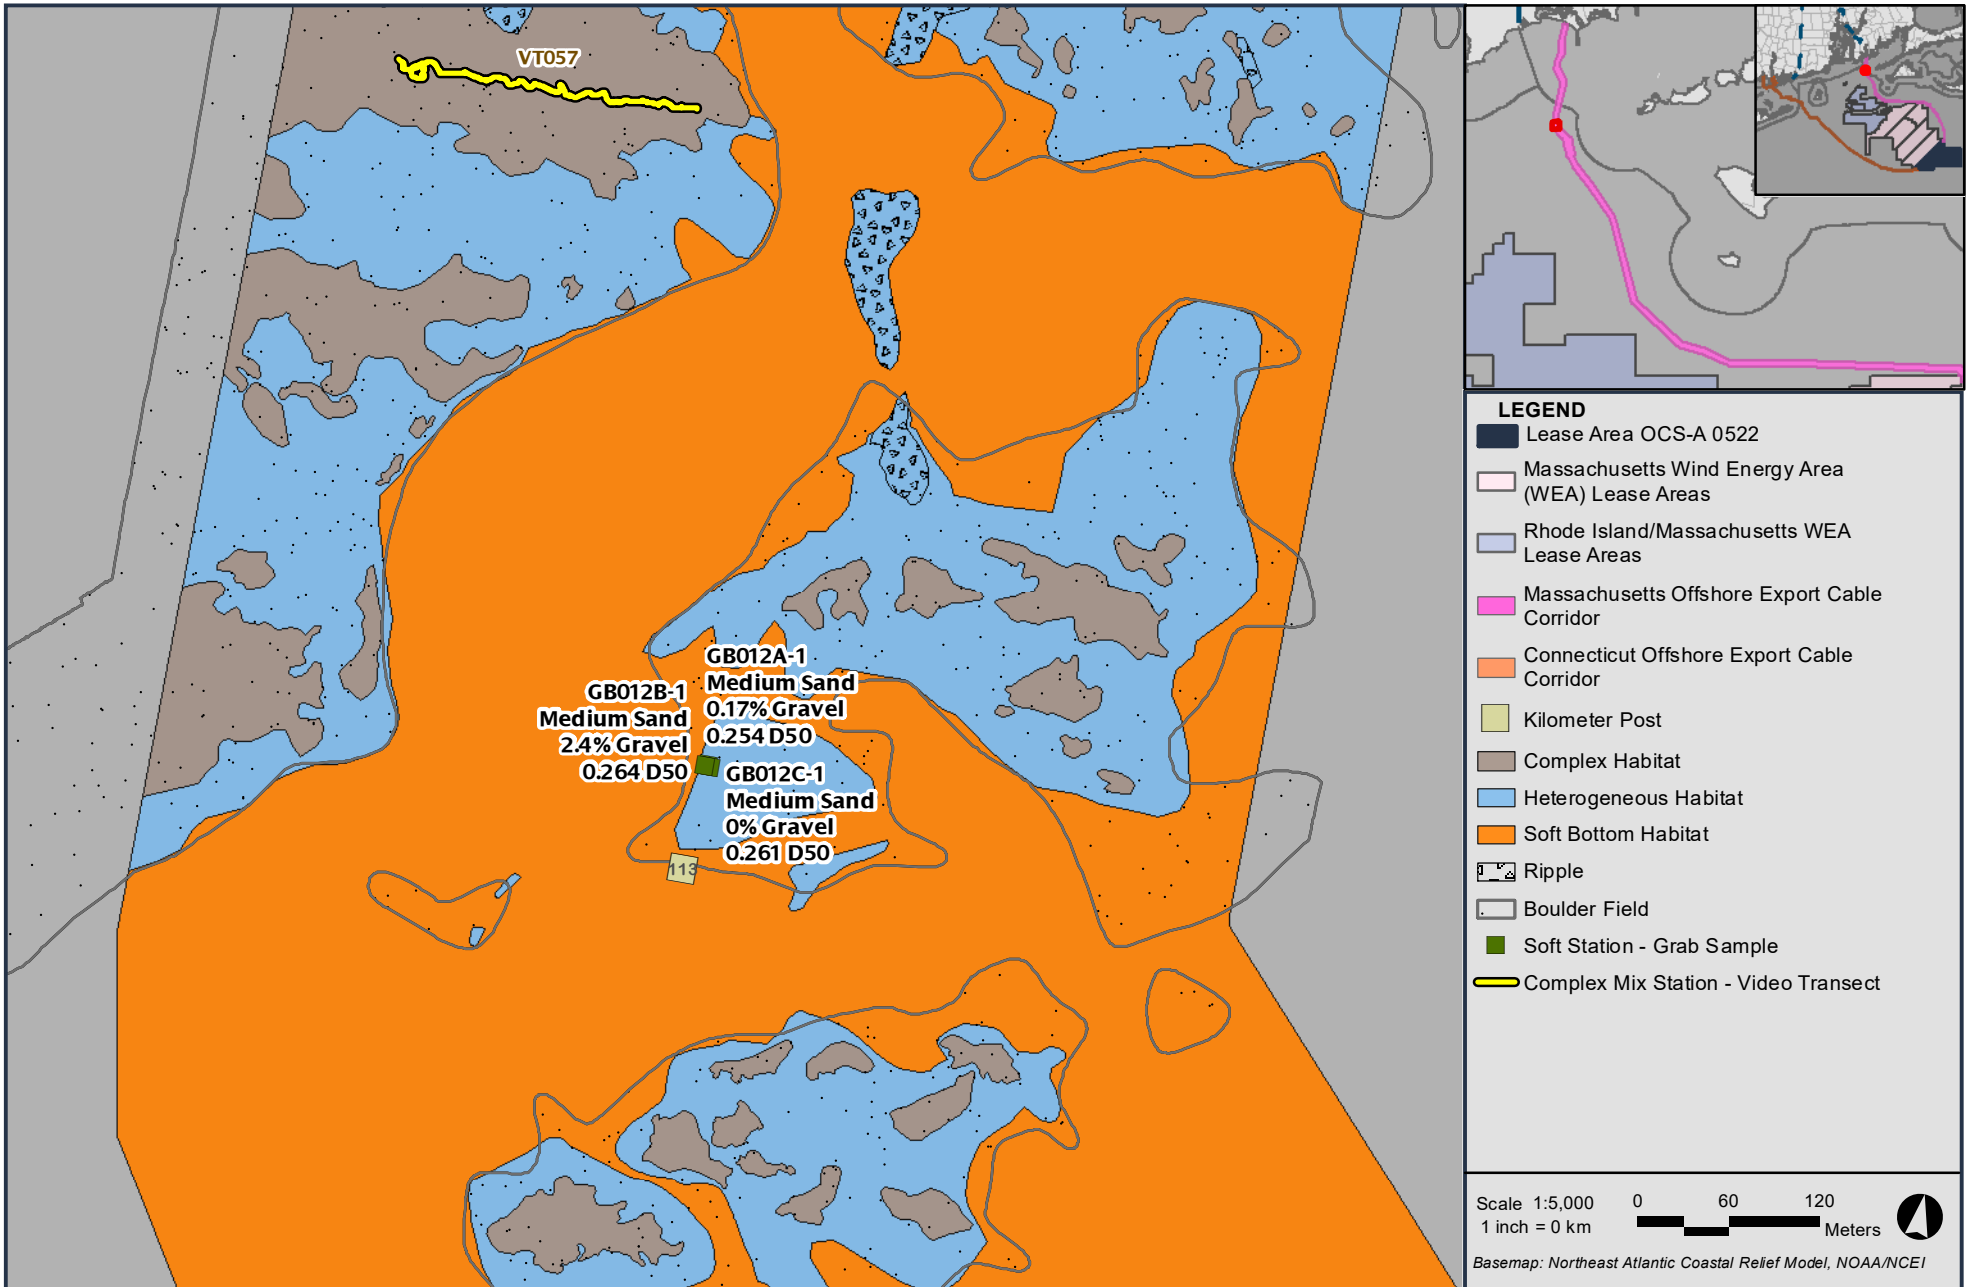 VT057
GB012A-1
Medium Sand
0.17% Gravel
0.254 D50
GB012B-1
Medium Sand
2.4% Gravel
0.264 D50
GB012C-1
Medium Sand
0% Gravel
0.261 D50
113
LEGEND
Lease Area OCS-A 0522
Massachusetts Wind Energy Area
(WEA) Lease Areas
Rhode Island/Massachusetts WEA
Lease Areas
Massachusetts Offshore Export Cable
Corridor
Connecticut Offshore Export Cable
Corridor
Kilometer Post
Complex Habitat
Heterogeneous Habitat
Soft Bottom Habitat
Ripple
Boulder Field
Soft Station - Grab Sample
Complex Mix Station - Video Transect
Scale 1:5,000
1 inch = 0 km
0 60 120
Meters
Basemap: Northeast Atlantic Coastal Relief Model, NOAA/NCEI